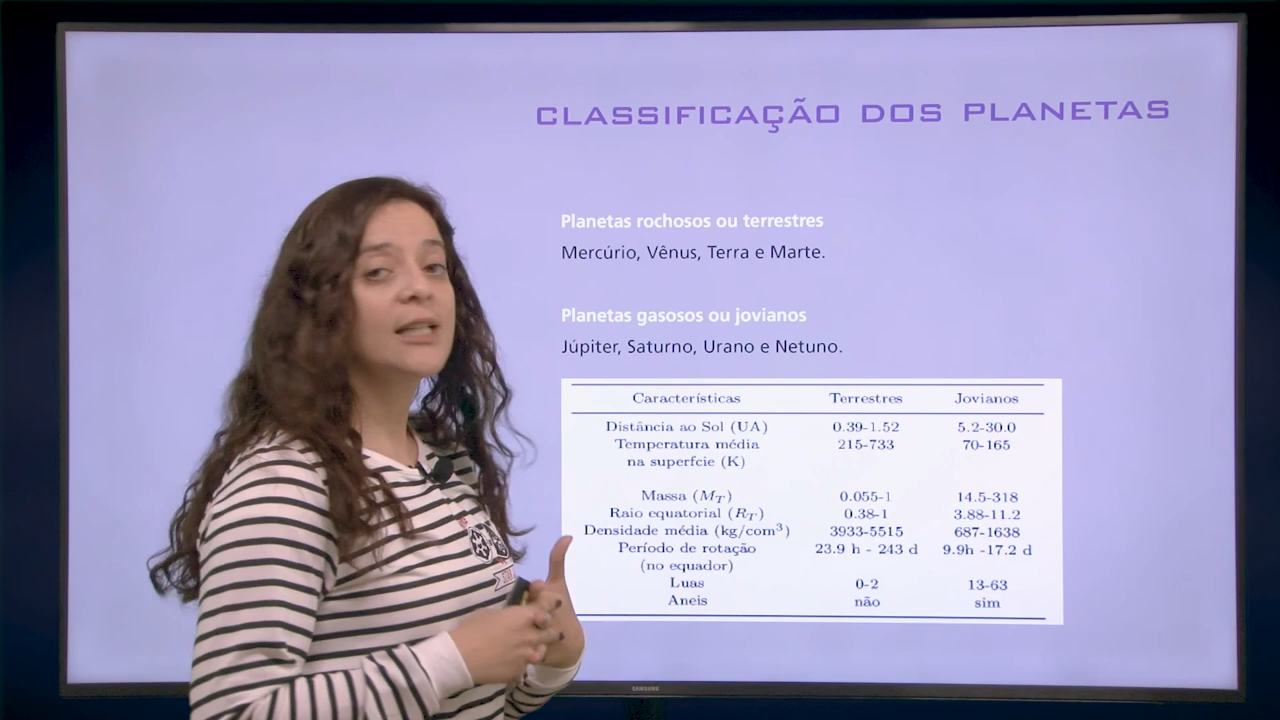 CLASSIFICAÇÃO DOS PLANETAS
Planetas rochosos ou terrestres
Mercúrio, Vênus, Terra e Marte.
Planetas gasosos ou jovianos
Júpiter, Saturno, Urano e Netuno.
Características Terrestres Jovianos
Distância ao Sol (UA) 0.39-1.52 5.2-30.0
Temperatura média 215-733 70-165
na superfcie (K)
Massa (M_T) 0.055-1 14.5-318
Raio equatorial (R_T) 0.38-1 3.88-11.2
Densidade média (kg/com³) 3933-5515 687-1638
Período de rotação 23.9 h - 243 d 9.9h -17.2 d
(no equador)
Luas 0-2 13-63
Aneis não sim
SAMSUNG